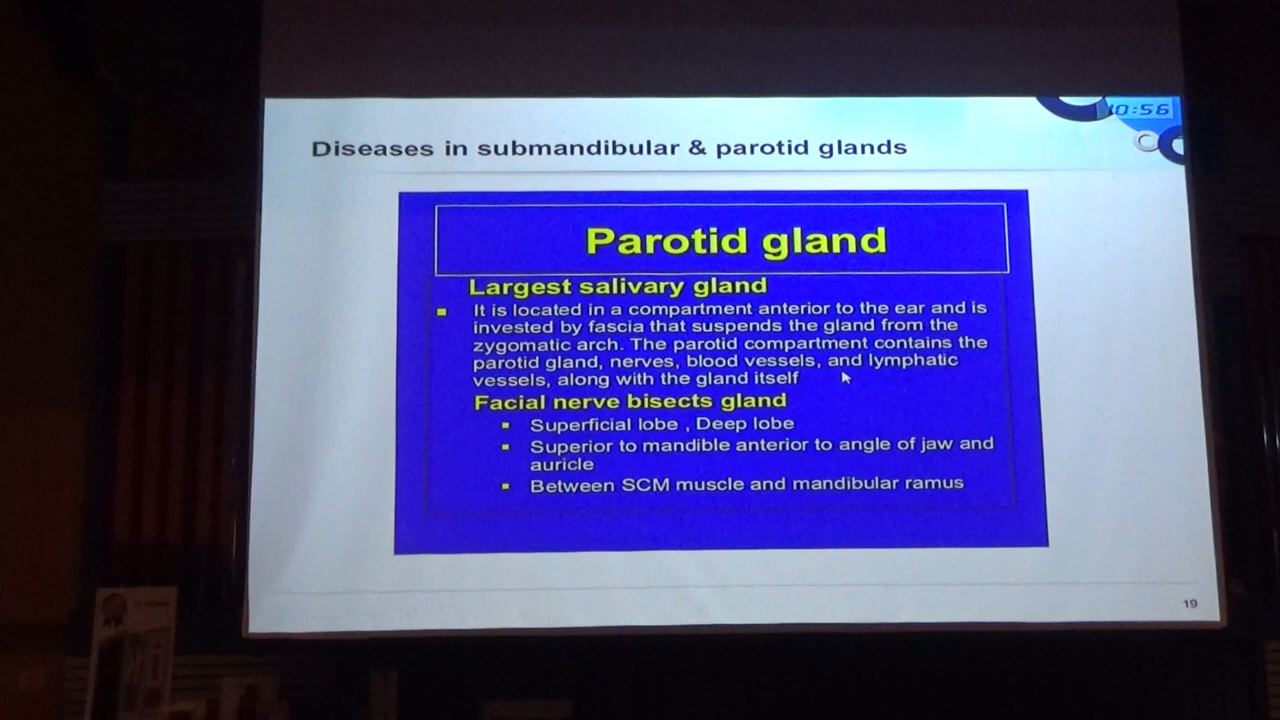 10:56
Diseases in submandibular & parotid glands
Parotid gland
Largest salivary gland
It is located in a compartment anterior to the ear and is
invested by fascia that suspends the gland from the
zygomatic arch. The parotid compartment contains the
parotid gland, nerves, blood vessels, and lymphatic
vessels, along with the gland itself
Facial nerve bisects gland
Superficial lobe , Deep lobe
Superior to mandible anterior to angle of jaw and
auricle
Between SCM muscle and mandibular ramus
19